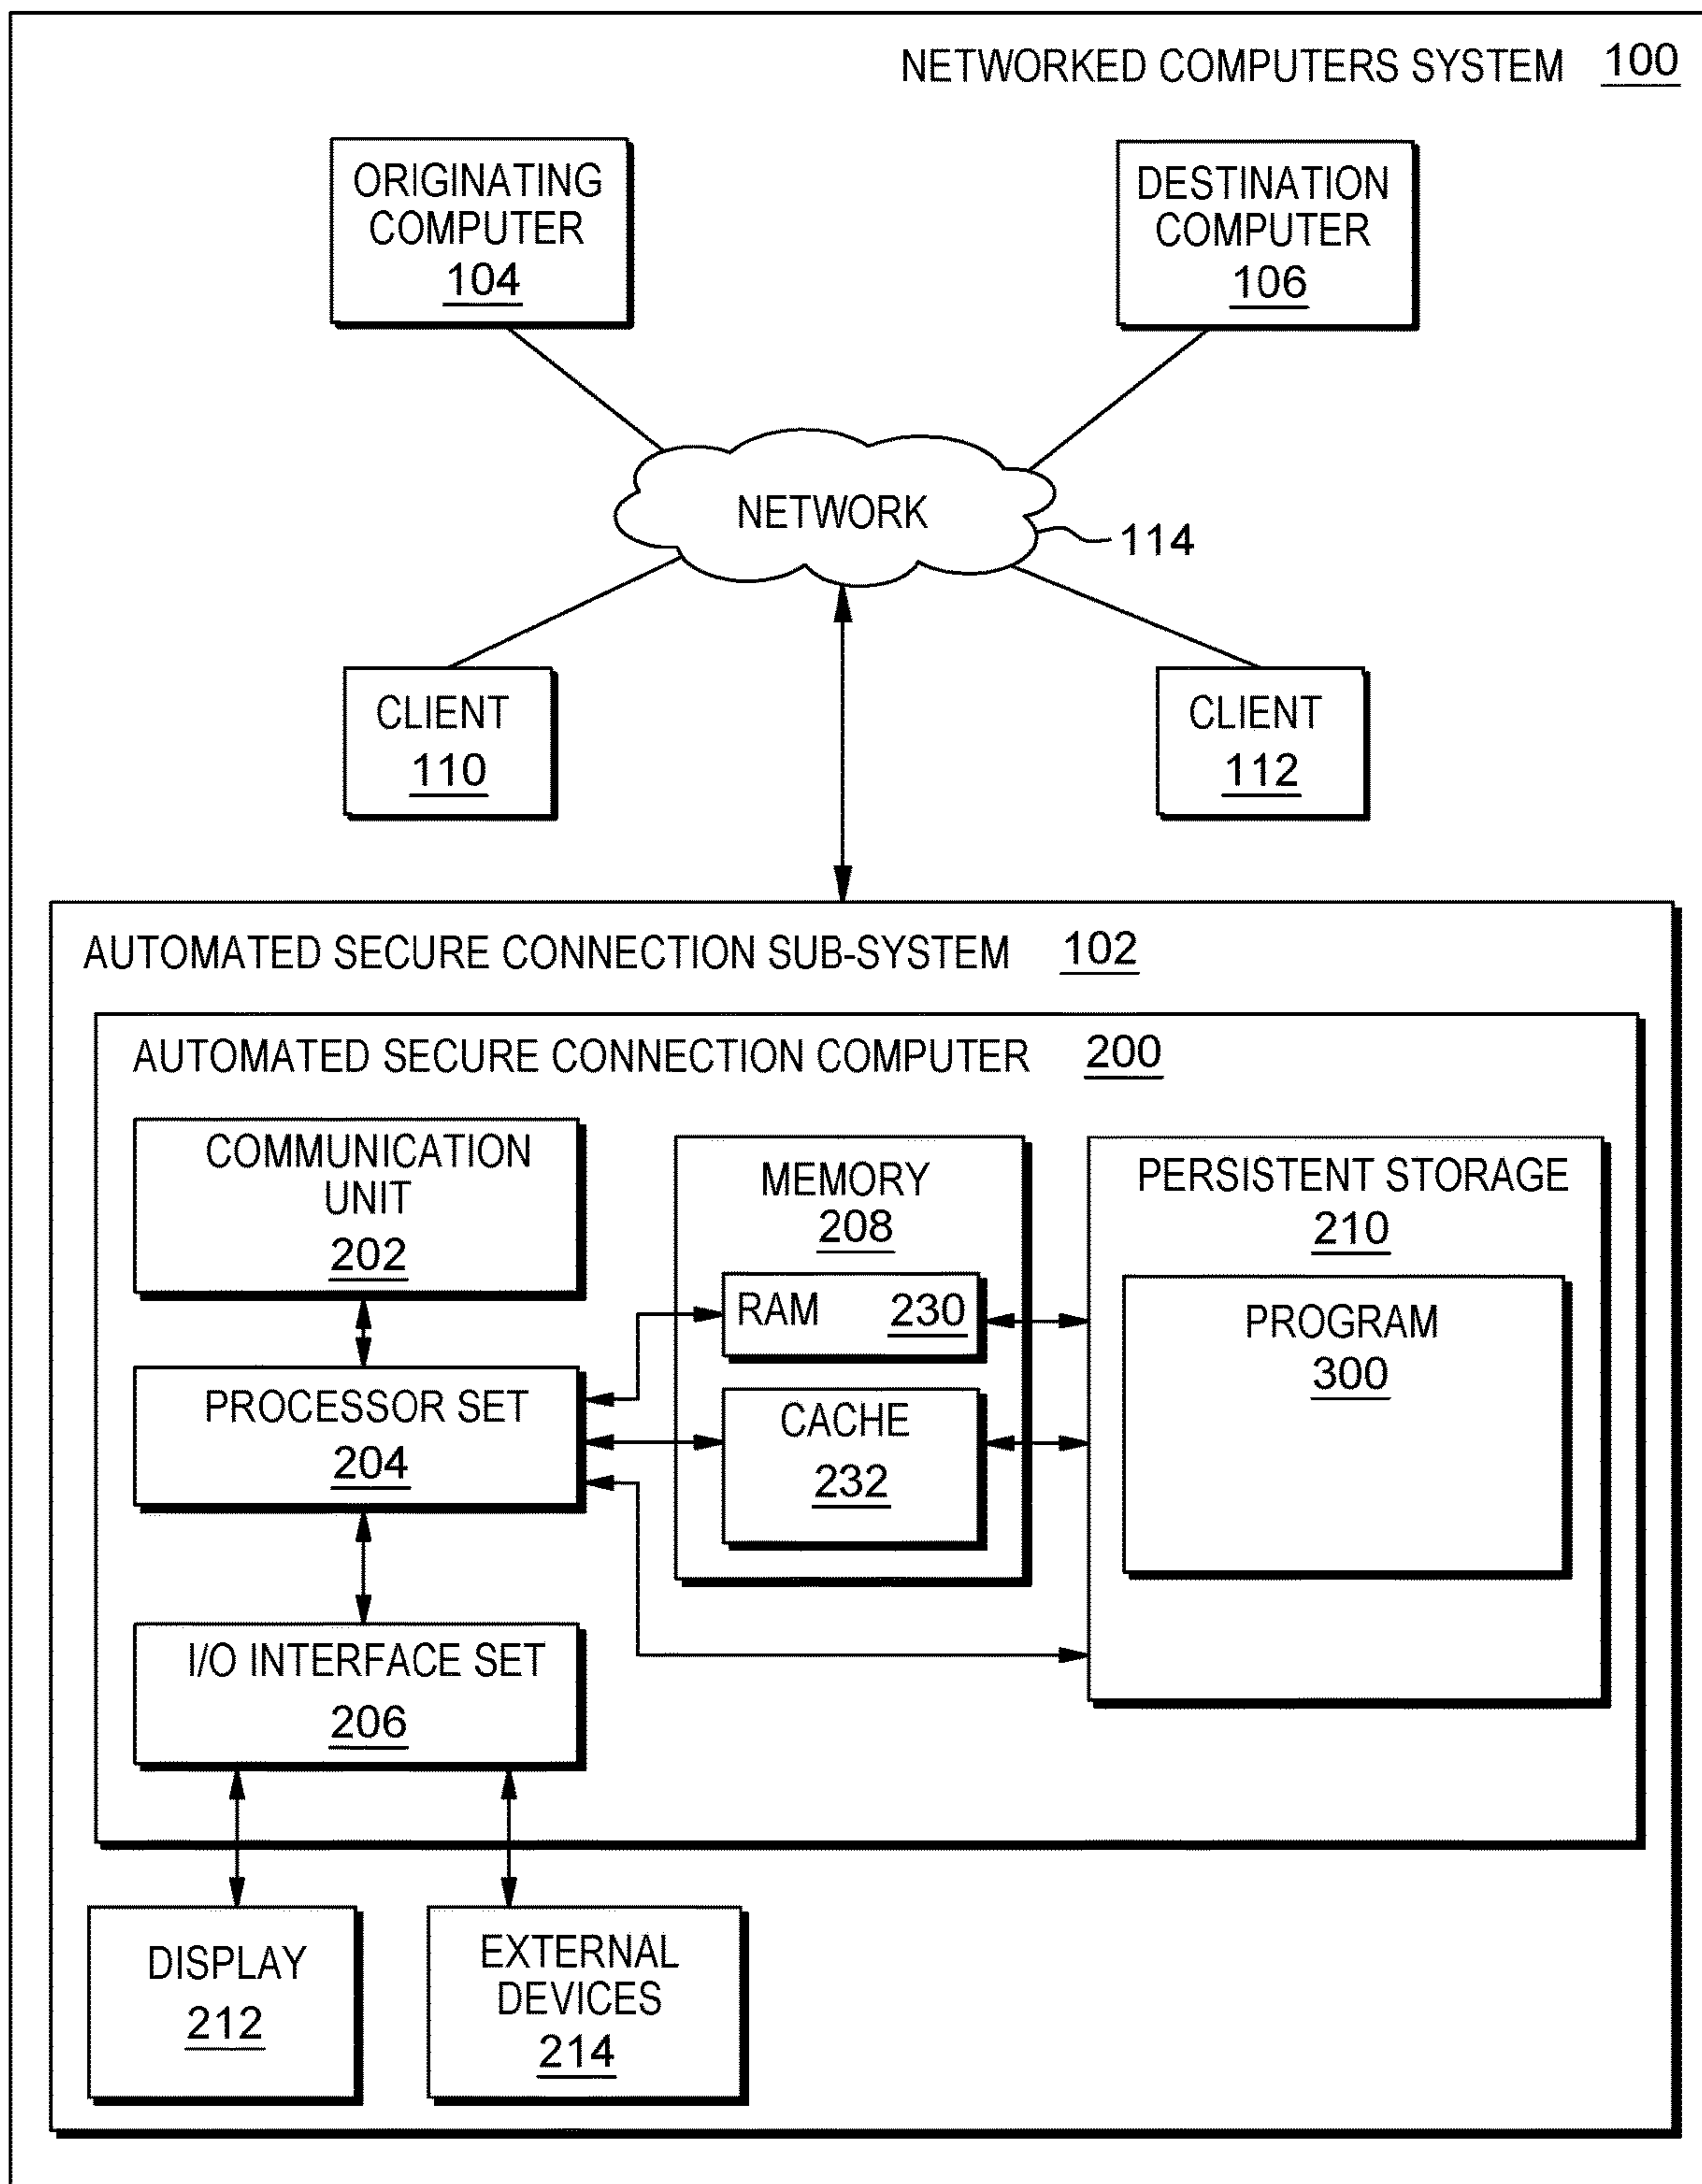 NETWORKED COMPUTERS SYSTEM 100
ORIGINATING
COMPUTER
104
DESTINATION
COMPUTER
106
NETWORK
114
CLIENT
110
CLIENT
112
AUTOMATED SECURE CONNECTION SUB-SYSTEM 102
AUTOMATED SECURE CONNECTION COMPUTER 200
COMMUNICATION
UNIT
202
MEMORY
208
PERSISTENT STORAGE
210
RAM 230
PROGRAM
300
PROCESSOR SET
204
CACHE
232
I/O INTERFACE SET
206
DISPLAY
212
EXTERNAL
DEVICES
214